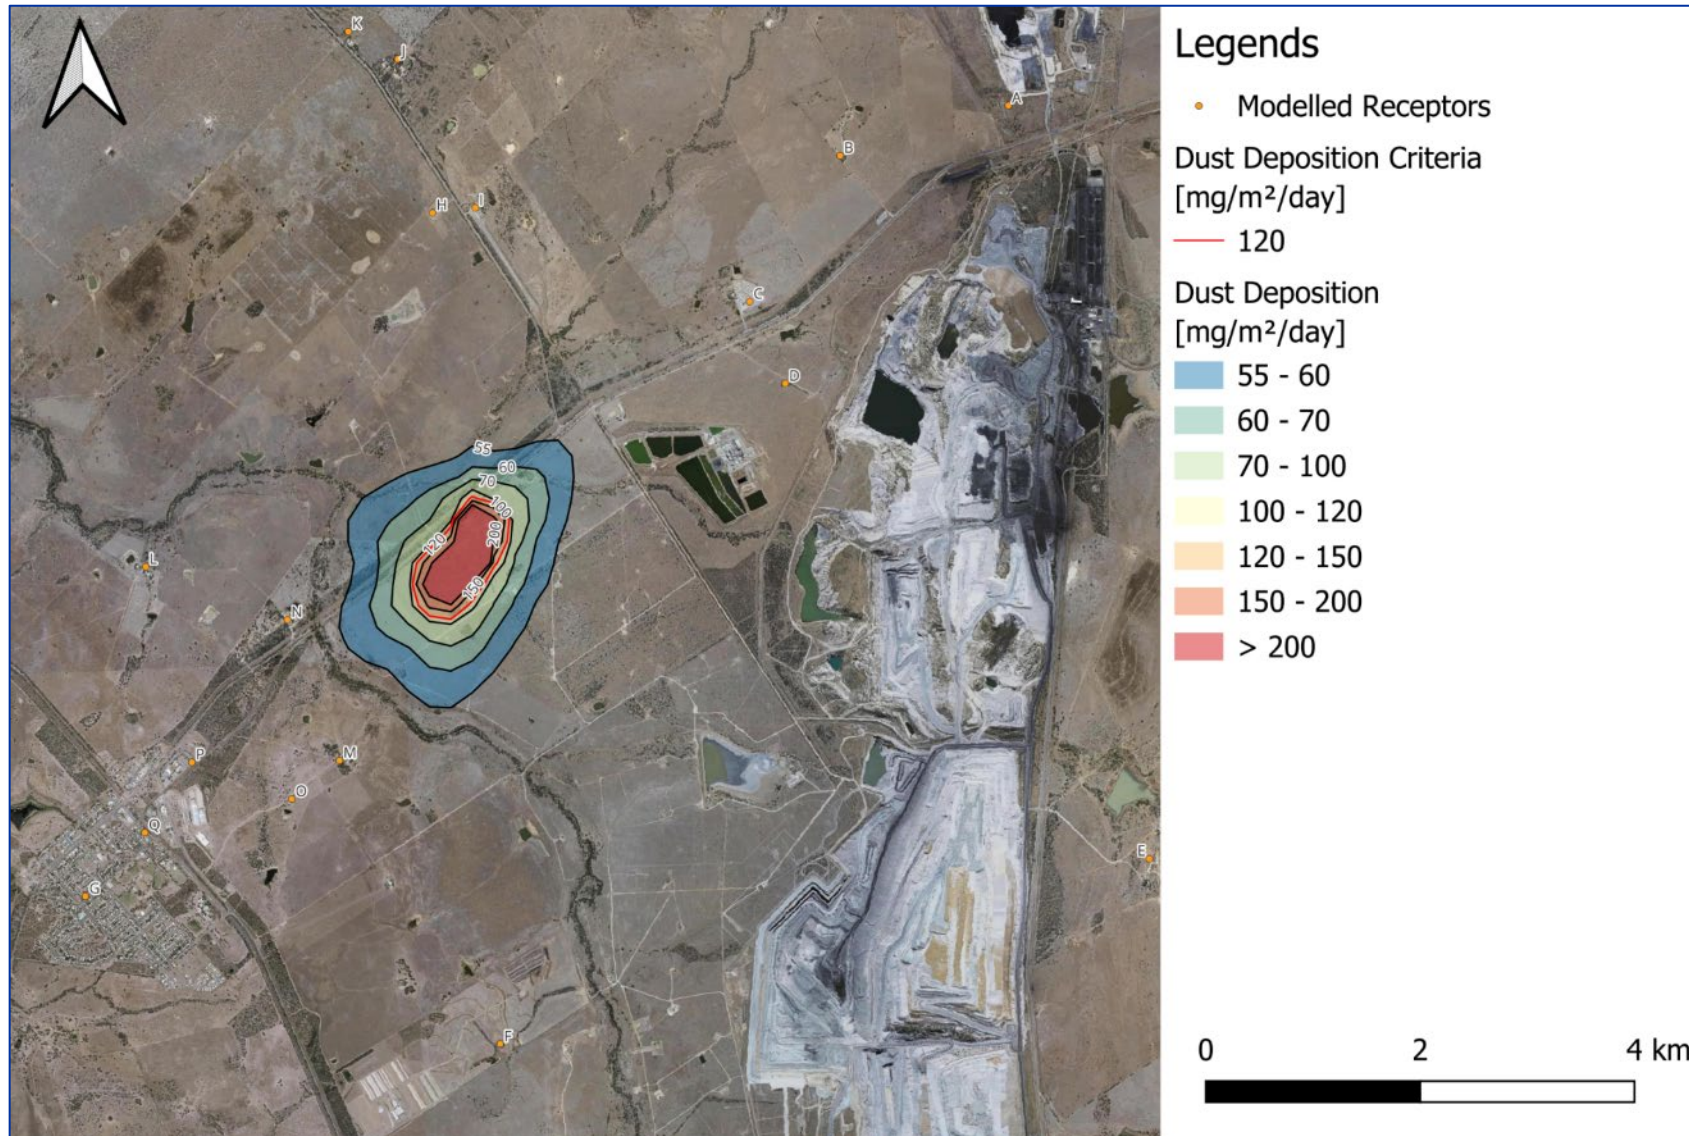 Legends
Modelled Receptors
Dust Deposition Criteria
[mg/m²/day]
120
Dust Deposition
[mg/m²/day]
55 - 60
60 - 70
70 - 100
100 - 120
120 - 150
150 - 200
> 200
0 2 4 km
K
J
A
B
H
I
C
D
55
60
70
100
120
200
150
L
N
P
M
O
Q
G
E
F